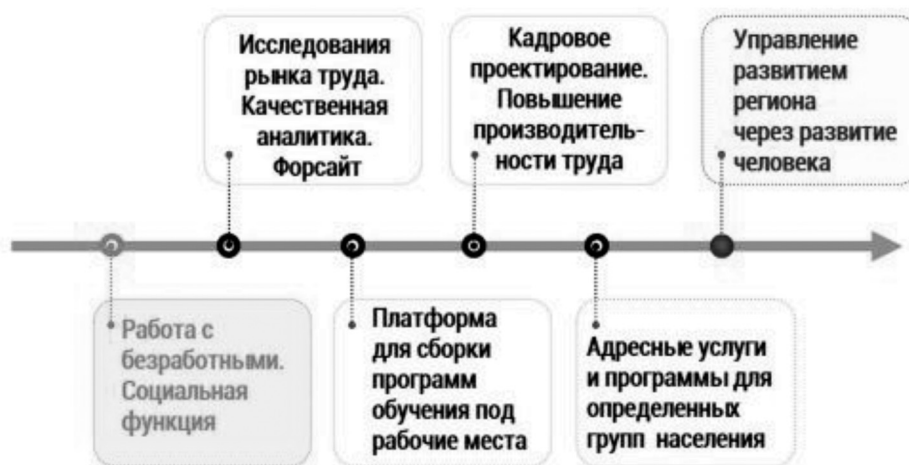 Исследования
рынка труда.
Качественная
аналитика.
Форсайт
Кадровое
проектирование.
Повышение
производитель-
ности труда
Управление
развитием
региона
через развитие
человека
Работа с
безработными.
Социальная
функция
Платформа
для сборки
программ
обучения под
рабочие места
Адресные услуги
и программы для
определенных
групп населения